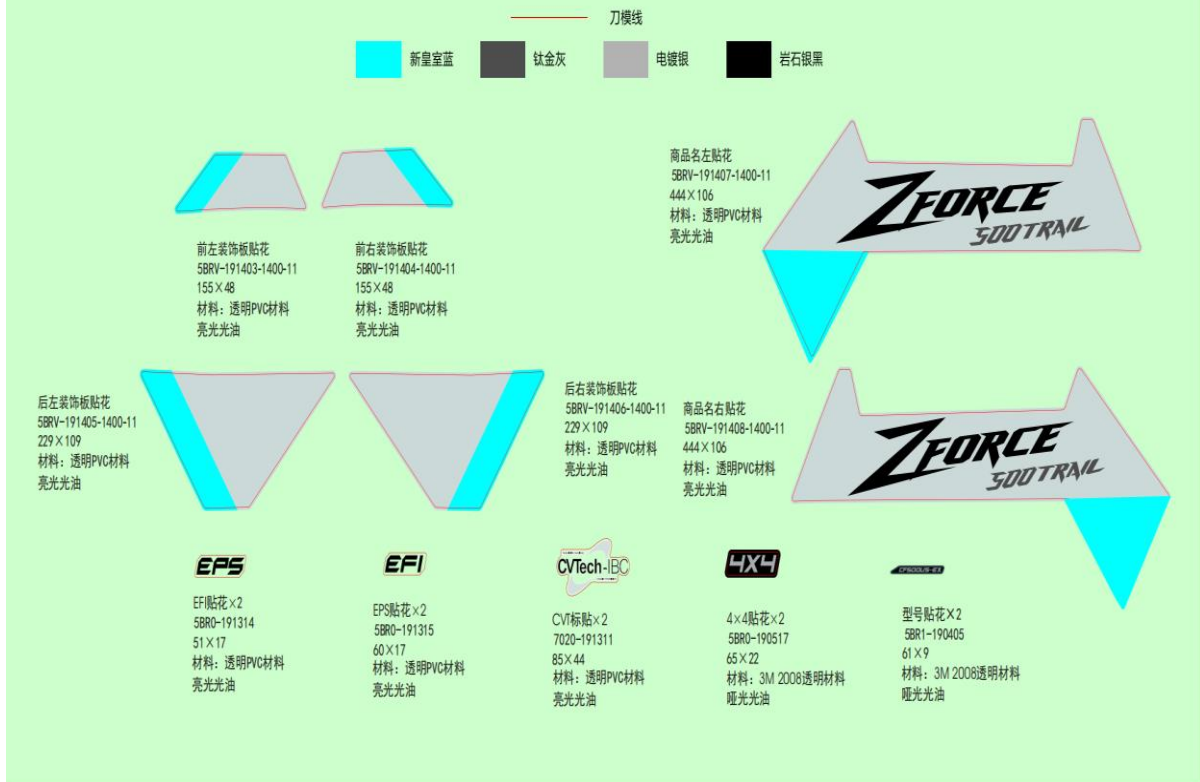 刀模线
新皇室蓝
钛金灰
电镀银
岩石银黑
前左装饰板贴花
5BRV-191403-1400-11
155×48
材料：透明PVC材料
亮光光油
前右装饰板贴花
5BRV-191404-1400-11
155×48
材料：透明PVC材料
亮光光油
商品名左贴花
5BRV-191407-1400-11
444×106
材料：透明PVC材料
亮光光油
ZFORCE
500TRAIL
后左装饰板贴花
5BRV-191405-1400-11
229×109
材料：透明PVC材料
亮光光油
后右装饰板贴花
5BRV-191406-1400-11
229×109
材料：透明PVC材料
亮光光油
商品名右贴花
5BRV-191408-1400-11
444×106
材料：透明PVC材料
亮光光油
ZFORCE
500TRAIL
EPS
EFI贴花×2
5BR0-191314
51×17
材料：透明PVC材料
亮光光油
EFI
EPS贴花×2
5BR0-191315
60×17
材料：透明PVC材料
亮光光油
CVTech-IBC
CVT标贴×2
7020-191311
85×44
材料：透明PVC材料
亮光光油
4X4
4×4贴花×2
5BR0-190517
65×22
材料：3M 2008透明材料
哑光光油
型号贴花×2
5BR1-190405
61×9
材料：3M 2008透明材料
哑光光油